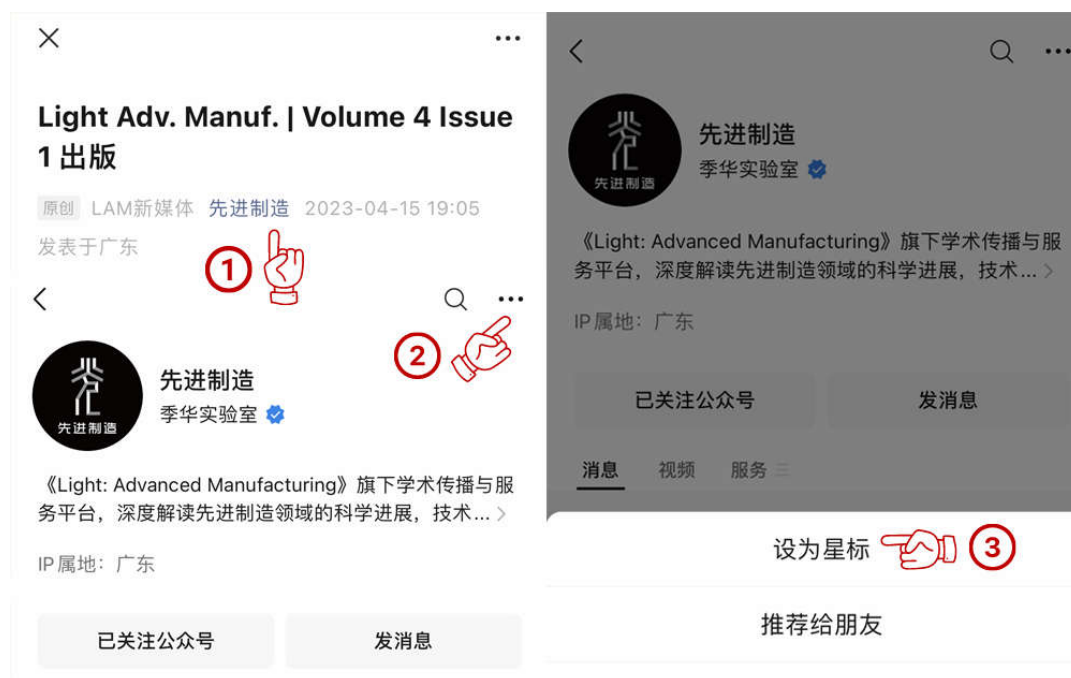 Light Adv. Manuf. | Volume 4 Issue
1 出版
原创 LAM新媒体 先进制造 2023-04-15 19:05
发表于广东
1
2
先进制造
先进制造
季华实验室
《Light: Advanced Manufacturing》旗下学术传播与服
务平台，深度解读先进制造领域的科学进展，技术...
IP属地：广东
已关注公众号 发消息
先进制造
先进制造
季华实验室
《Light: Advanced Manufacturing》旗下学术传播与服
务平台，深度解读先进制造领域的科学进展，技术...
IP属地：广东
已关注公众号 发消息
消息 视频 服务
设为星标 3
推荐给朋友